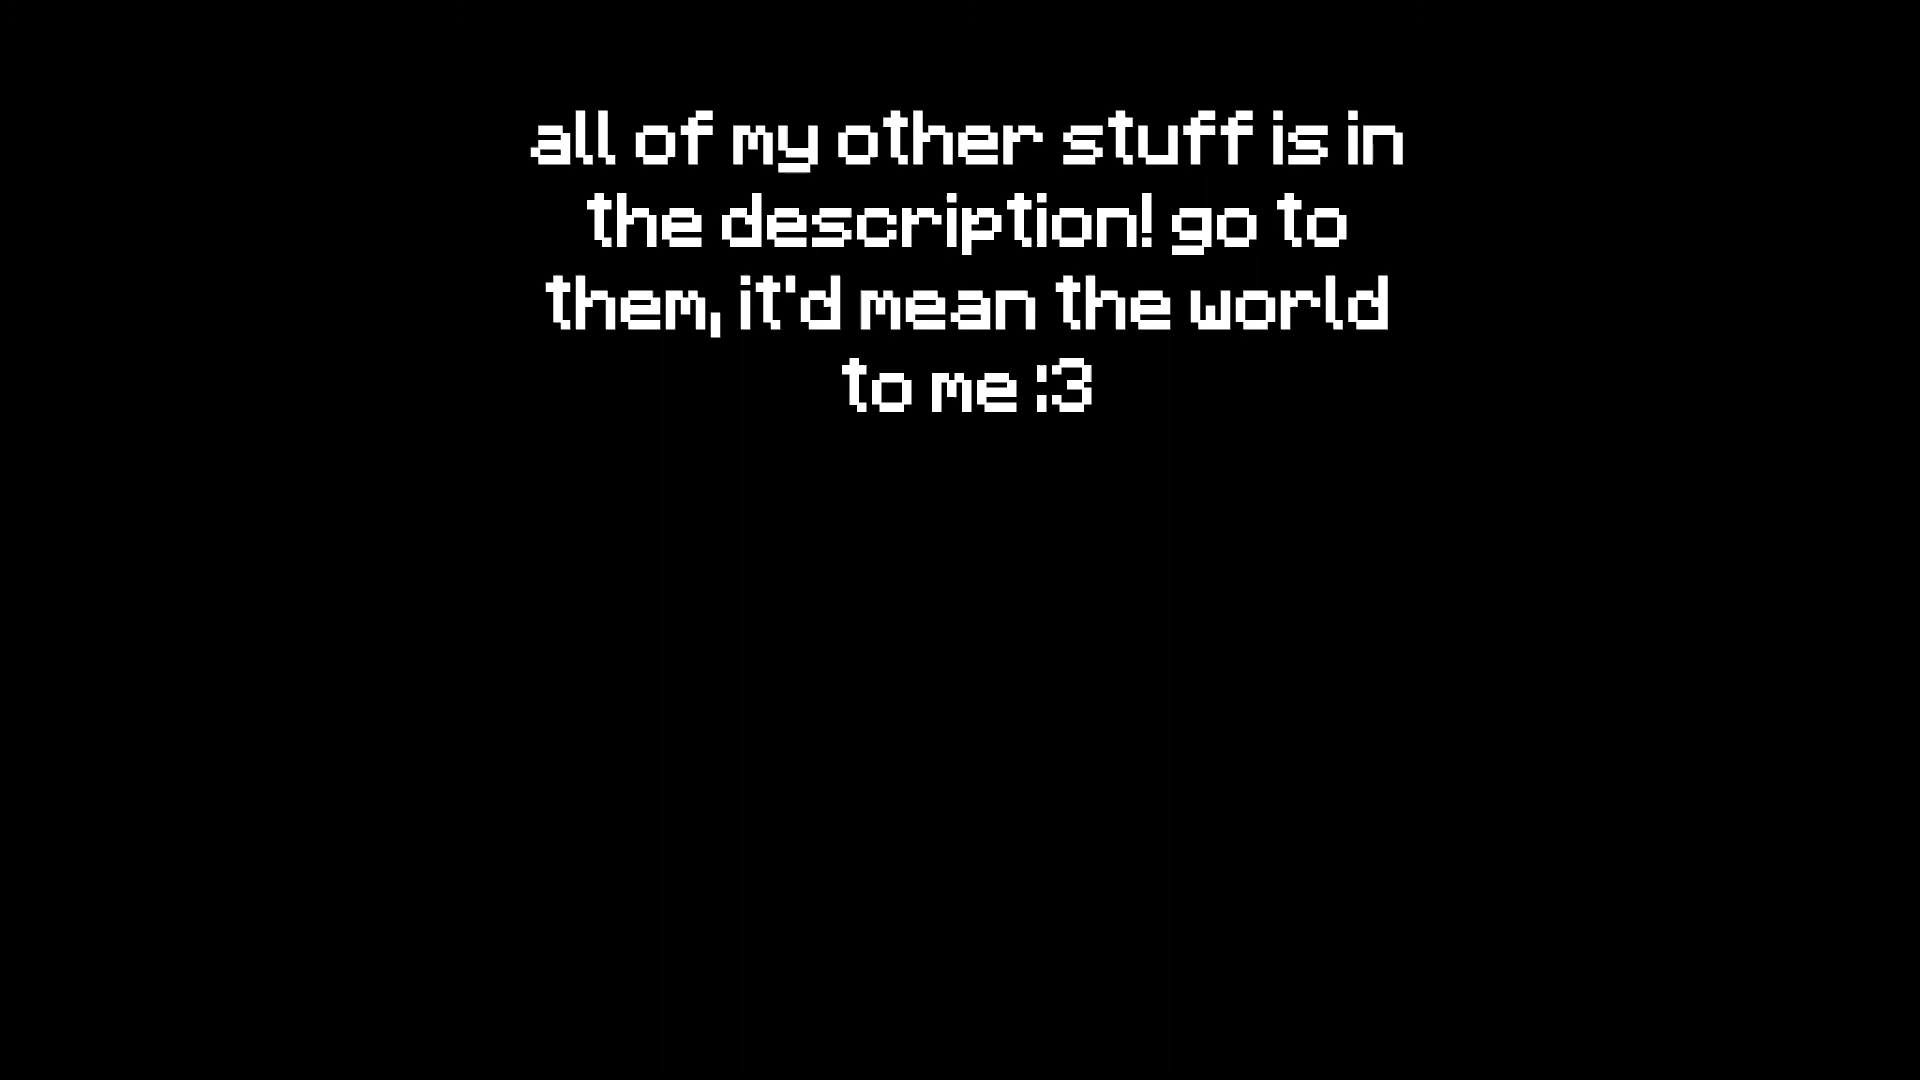 all of my other stuff is in
the description! go to
them, it'd mean the world
to me :3